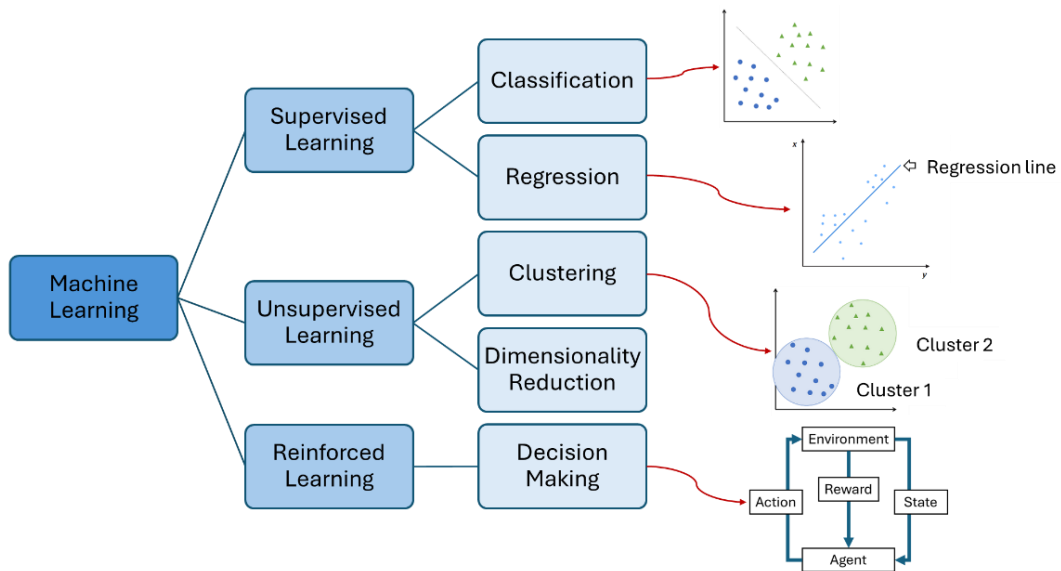 Machine
Learning
Supervised
Learning
Unsupervised
Learning
Reinforced
Learning
Classification
Regression
Clustering
Dimensionality
Reduction
Decision
Making
x
y
Regression line
Cluster 2
Cluster 1
Environment
Action
Reward
State
Agent